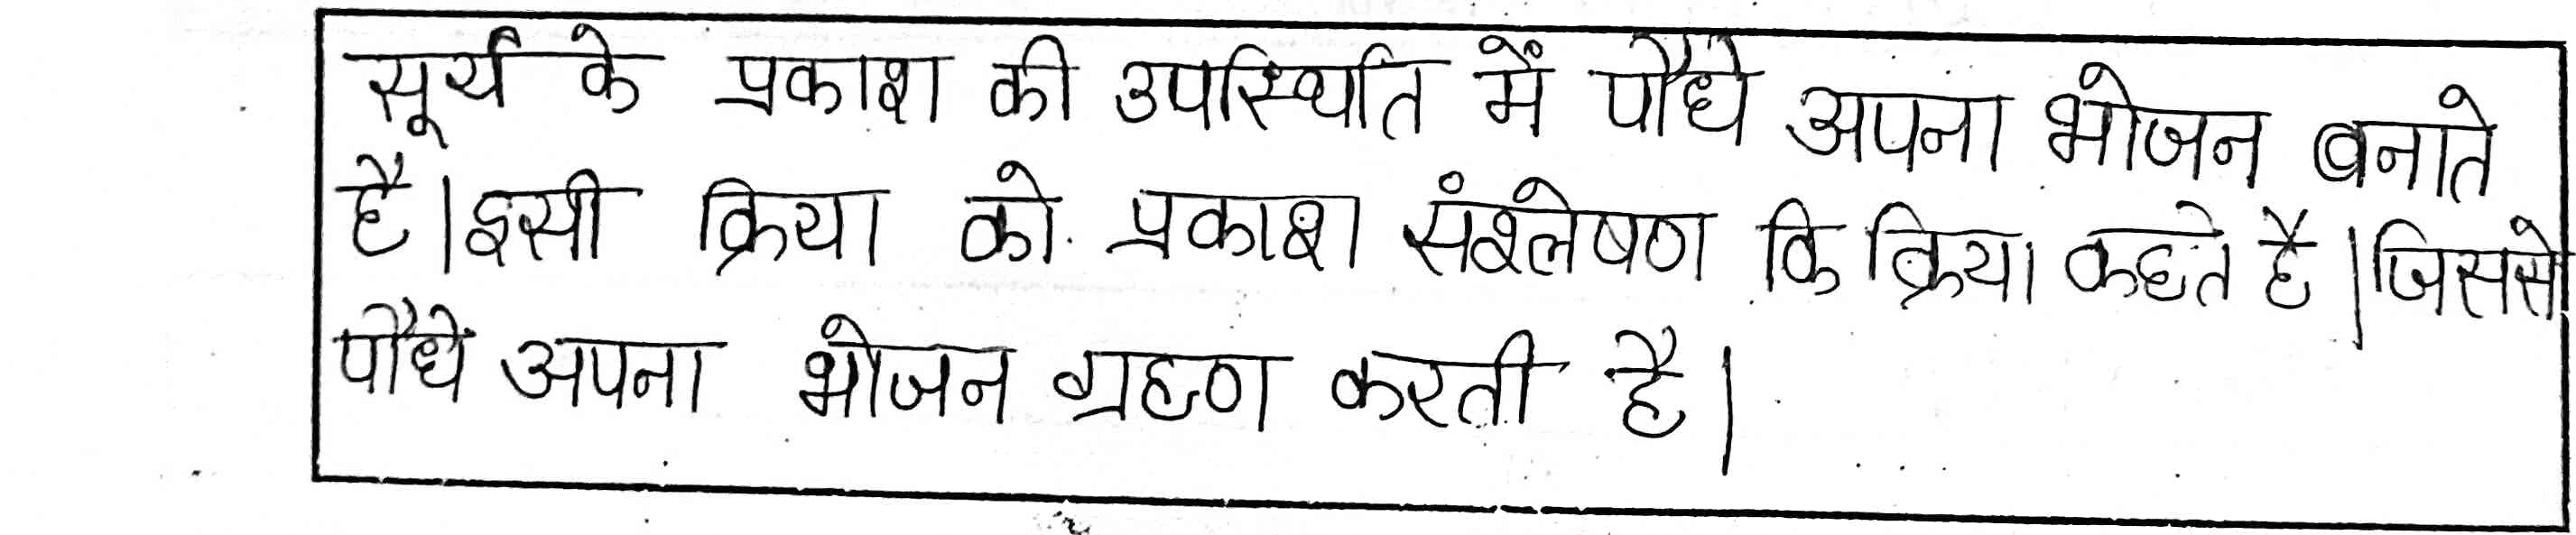 सूर्य के प्रकाश की उपस्थिति में पौधे अपना भोजन बनाते
है। इसी क्रिया को प्रकाश संश्लेषण कि क्रिया कहते है। जिससे
पौधे अपना भोजन ग्रहण करती है।